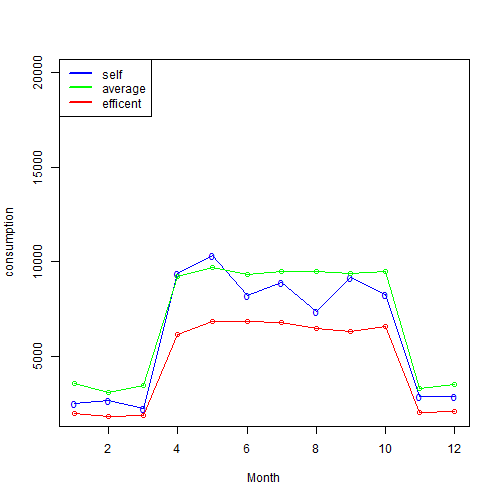 self
average
efficent
20000
15000
10000
5000
consumption
2 4 6 8 10 12
Month